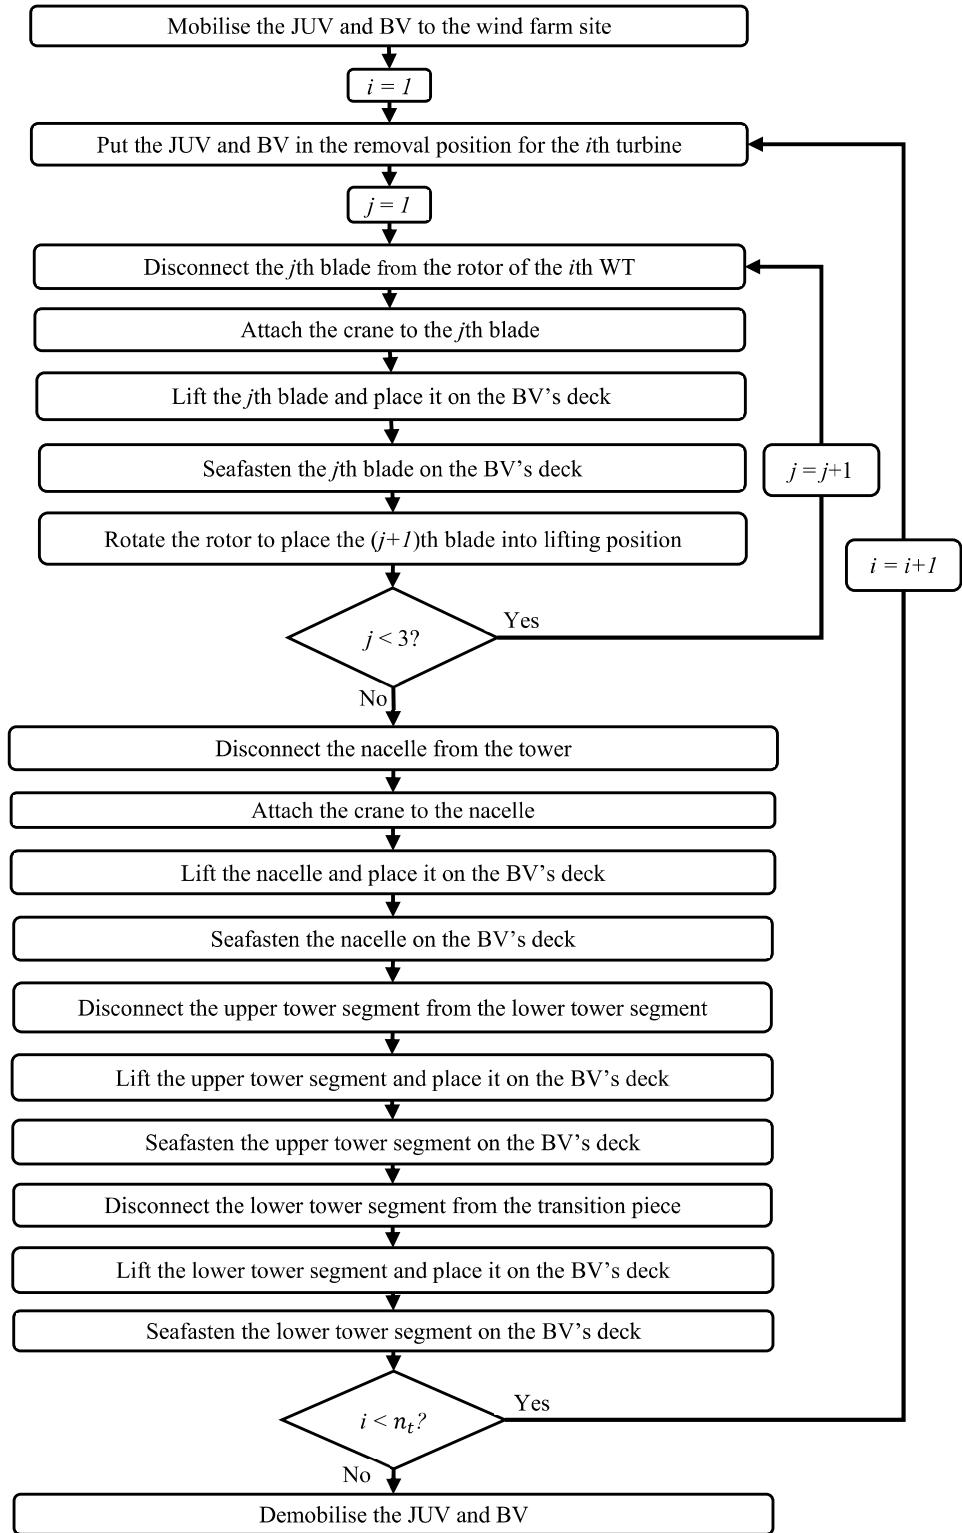 Mobilise the JUV and BV to the wind farm site
i = 1
Put the JUV and BV in the removal position for the ith turbine
j = 1
Disconnect the jth blade from the rotor of the ith WT
Attach the crane to the jth blade
Lift the jth blade and place it on the BV’s deck
Seafasten the jth blade on the BV’s deck
j = j+1
Rotate the rotor to place the (j+1)th blade into lifting position
i = i+1
Yes
j < 3?
No
Disconnect the nacelle from the tower
Attach the crane to the nacelle
Lift the nacelle and place it on the BV’s deck
Seafasten the nacelle on the BV’s deck
Disconnect the upper tower segment from the lower tower segment
Lift the upper tower segment and place it on the BV’s deck
Seafasten the upper tower segment on the BV’s deck
Disconnect the lower tower segment from the transition piece
Lift the lower tower segment and place it on the BV’s deck
Seafasten the lower tower segment on the BV’s deck
Yes
i < nₜ?
No
Demobilise the JUV and BV